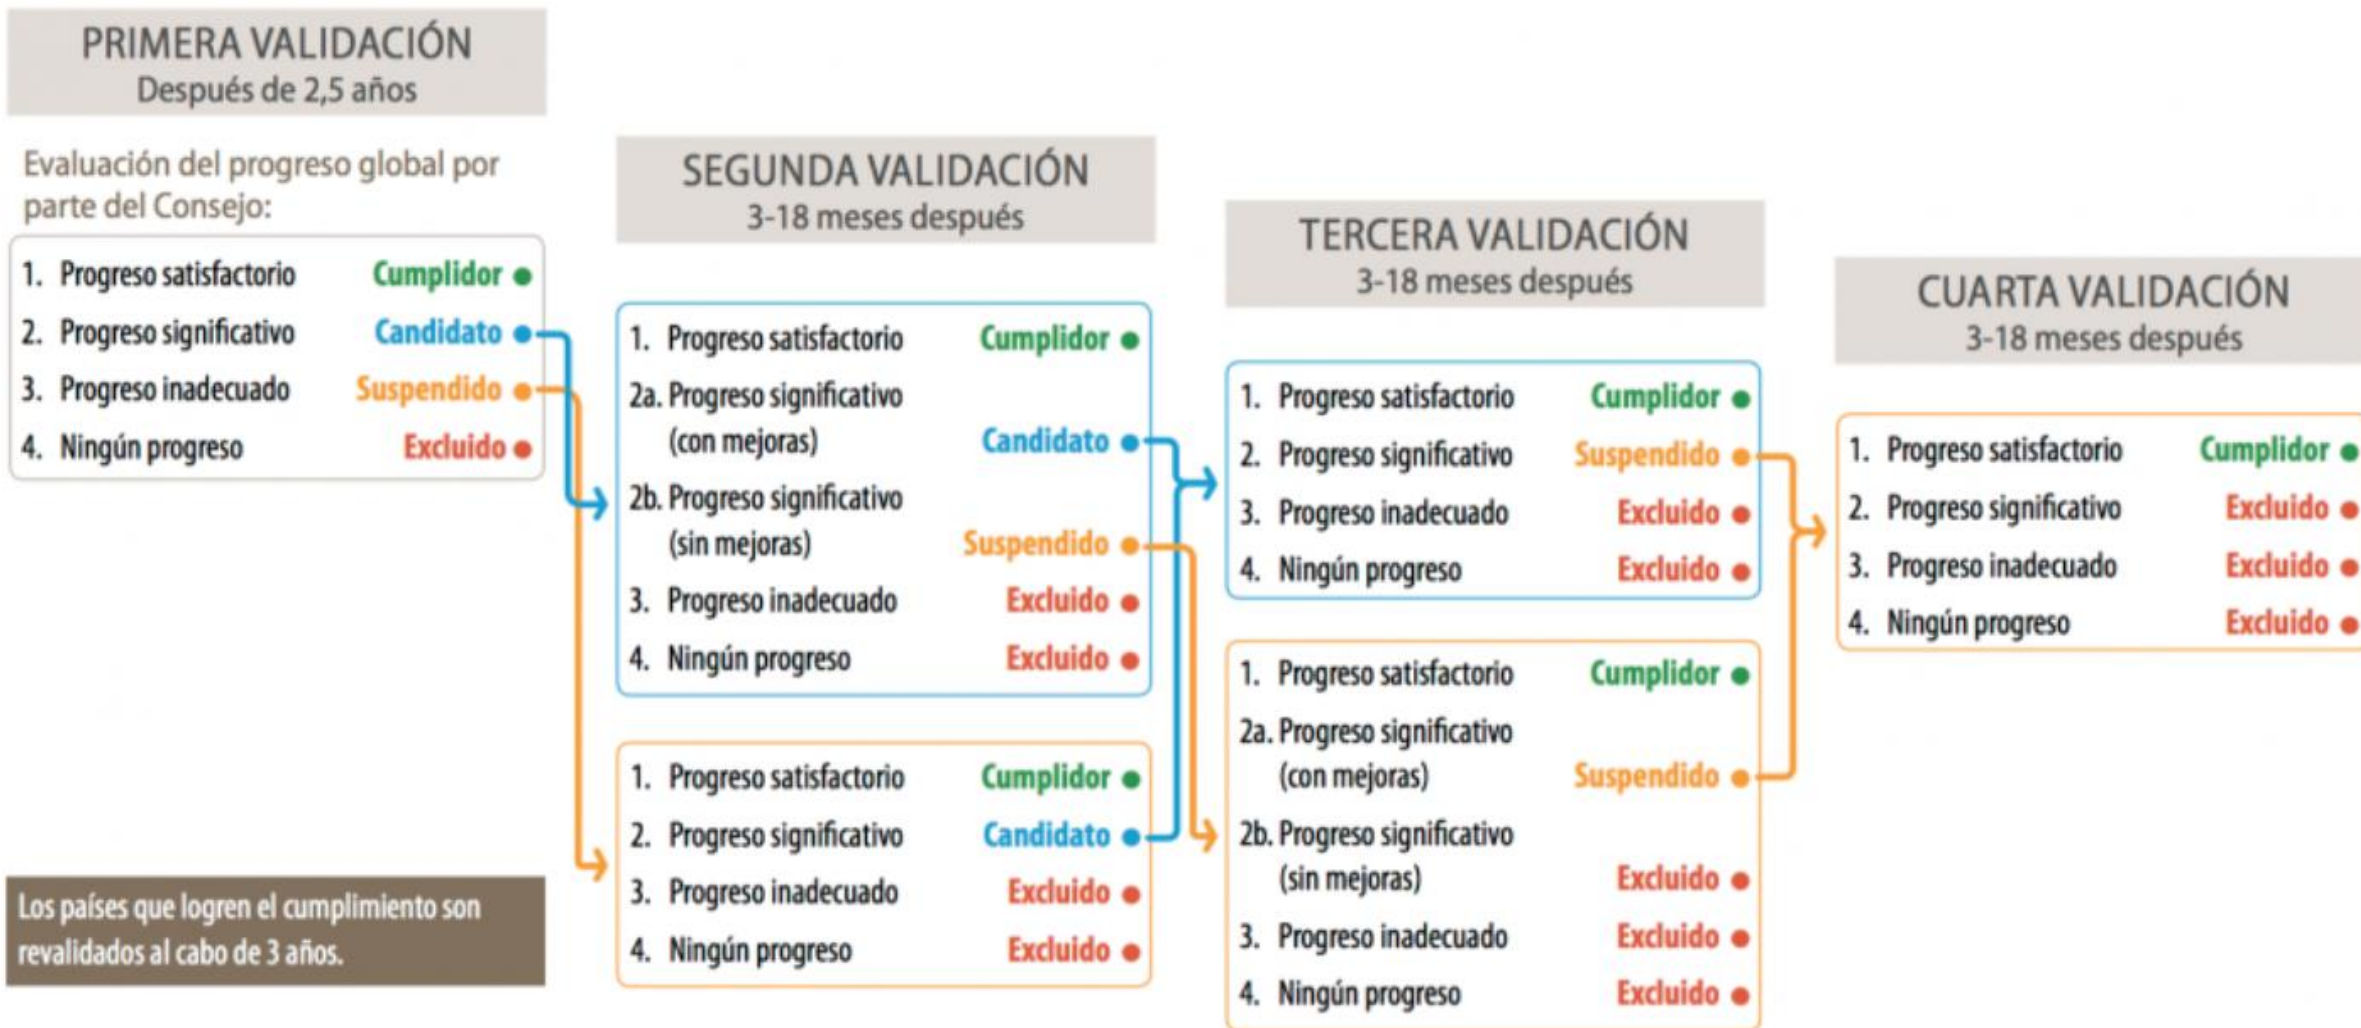 PRIMERA VALIDACIÓN
Después de 2,5 años
Evaluación del progreso global por
parte del Consejo:
1. Progreso satisfactorio Cumplidor
2. Progreso significativo Candidato
3. Progreso inadecuado Suspendido
4. Ningún progreso Excluido
Los países que logren el cumplimiento son
revalidados al cabo de 3 años.
SEGUNDA VALIDACIÓN
3-18 meses después
1. Progreso satisfactorio Cumplidor
2a. Progreso significativo
(con mejoras) Candidato
2b. Progreso significativo
(sin mejoras) Suspendido
3. Progreso inadecuado Excluido
4. Ningún progreso Excluido
1. Progreso satisfactorio Cumplidor
2. Progreso significativo Candidato
3. Progreso inadecuado Excluido
4. Ningún progreso Excluido
TERCERA VALIDACIÓN
3-18 meses después
1. Progreso satisfactorio Cumplidor
2. Progreso significativo Suspendido
3. Progreso inadecuado Excluido
4. Ningún progreso Excluido
1. Progreso satisfactorio Cumplidor
2a. Progreso significativo
(con mejoras) Suspendido
2b. Progreso significativo
(sin mejoras) Excluido
3. Progreso inadecuado Excluido
4. Ningún progreso Excluido
CUARTA VALIDACIÓN
3-18 meses después
1. Progreso satisfactorio Cumplidor
2. Progreso significativo Excluido
3. Progreso inadecuado Excluido
4. Ningún progreso Excluido